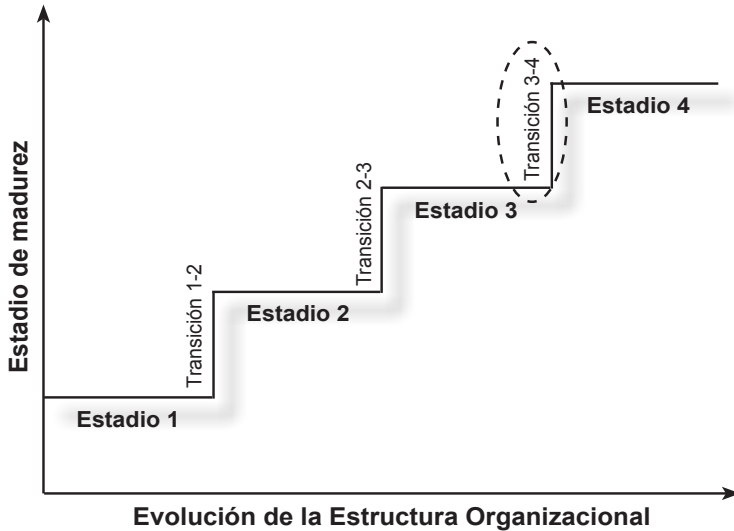 Transición 3-4
Estadio 4
Transición 2-3
Estadio 3
Transición 1-2
Estadio 2
Estadio 1
Estadio de madurez
Evolución de la Estructura Organizacional